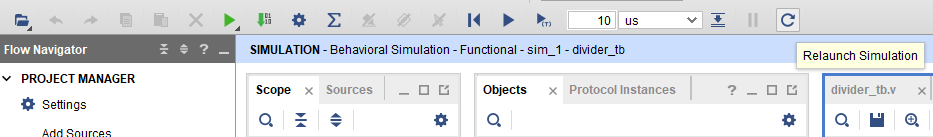 10 us
Flow Navigator ?
SIMULATION - Behavioral Simulation - Functional - sim_1 - divider_tb
Relaunch Simulation
PROJECT MANAGER
Settings
Add Sources
Scope × Sources
Objects × Protocol Instances ?
divider_tb.v ×